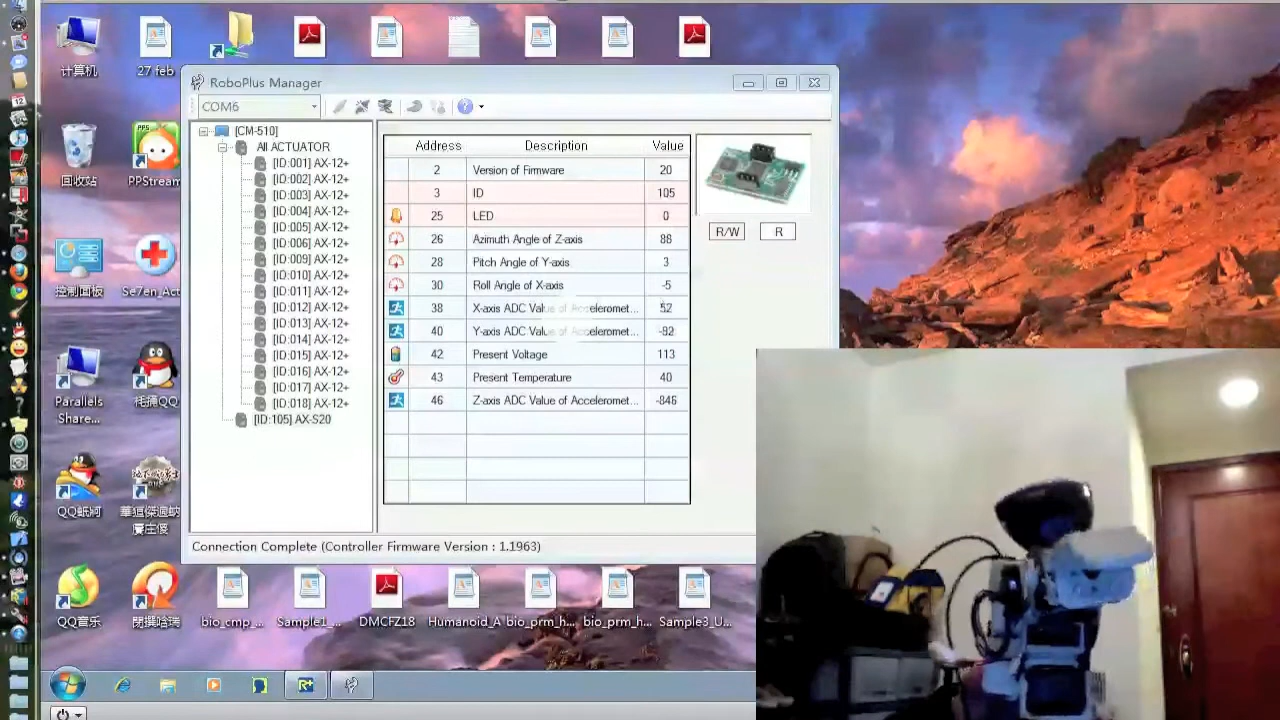 计算机
27 feb
RoboPlus Manager
COM6
[CM-510]
All ACTUATOR
[ID:001] AX-12+
[ID:002] AX-12+
[ID:003] AX-12+
[ID:004] AX-12+
[ID:005] AX-12+
[ID:006] AX-12+
[ID:009] AX-12+
[ID:010] AX-12+
[ID:011] AX-12+
[ID:012] AX-12+
[ID:013] AX-12+
[ID:014] AX-12+
[ID:015] AX-12+
[ID:016] AX-12+
[ID:017] AX-12+
[ID:018] AX-12+
[ID:105] AX-S20
Address Description Value
2 Version of Firmware 20
3 ID 105
25 LED 0
26 Azimuth Angle of Z-axis 88
28 Pitch Angle of Y-axis 3
30 Roll Angle of X-axis -5
38 X-axis ADC Value of Acceleromet... 52
40 Y-axis ADC Value of Acceleromet... -92
42 Present Voltage 113
43 Present Temperature 40
46 Z-axis ADC Value of Acceleromet... -846
R/W R
Connection Complete (Controller Firmware Version : 1.1963)
回收站
PPS
PPStream
控制面板
Se7en_Act
Parallels
Share...
QQ音乐
bio_cmp_...
Sample1_...
DMCFZ18
Humanoid_A
bio_prm_h...
bio_prm_h...
Sample3_U...
R+